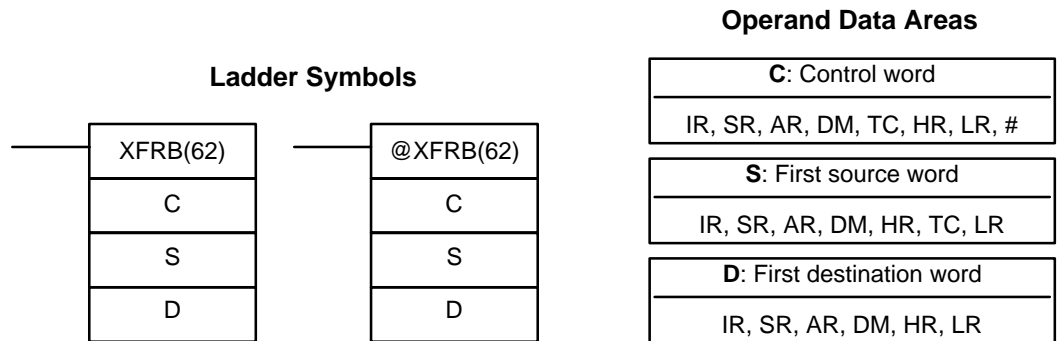 Ladder Symbols
XFRB(62)
C
S
D
@XFRB(62)
C
S
D
Operand Data Areas
C: Control word
IR, SR, AR, DM, TC, HR, LR, #
S: First source word
IR, SR, AR, DM, HR, TC, LR
D: First destination word
IR, SR, AR, DM, HR, LR